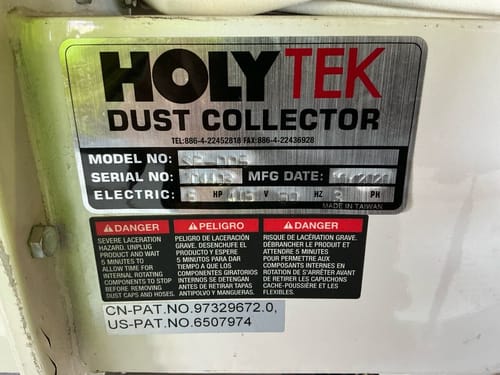 HOLYTEK
DUST COLLECTOR
TEL:886-4-22452818 FAX:886-4-22436928
MODEL NO:
SERIAL NO: MFG DATE:
ELECTRIC: HP 415 V 50 HZ 3 PH
MADE IN TAIWAN
DANGER
SEVERE LACERATION
HAZARD. UNPLUG
PRODUCT AND WAIT
5 MINUTES TO
ALLOW TIME FOR
INTERNAL ROTATING
COMPONENTS TO STOP
BEFORE REMOVING
DUST CAPS AND HOSES.
PELIGRO
PELIGRO DE LACERACIÓN
GRAVE. DESENCHUFE EL
PRODUCTO Y ESPERE
5 MINUTOS PARA DAR
TIEMPO A QUE LOS
COMPONENTES GIRATORIOS
INTERNOS SE DETENGAN
ANTES DE RETIRAR TAPAS
ANTIPOLVO Y MANGUERAS.
DANGER
RISQUE DE LACÉRATION GRAVE.
DÉBRANCHER LE PRODUIT ET
ATTENDRE 5 MINUTES
POUR PERMETTRE AUX
COMPOSANTS INTERNES EN
ROTATION DE S'ARRÊTER AVANT
DE RETIRER LES CAPUCHONS
CACHE-POUSSIÈRE ET LES
FLEXIBLES.
CN-PAT.NO.97329672.0,
US-PAT.NO.6507974